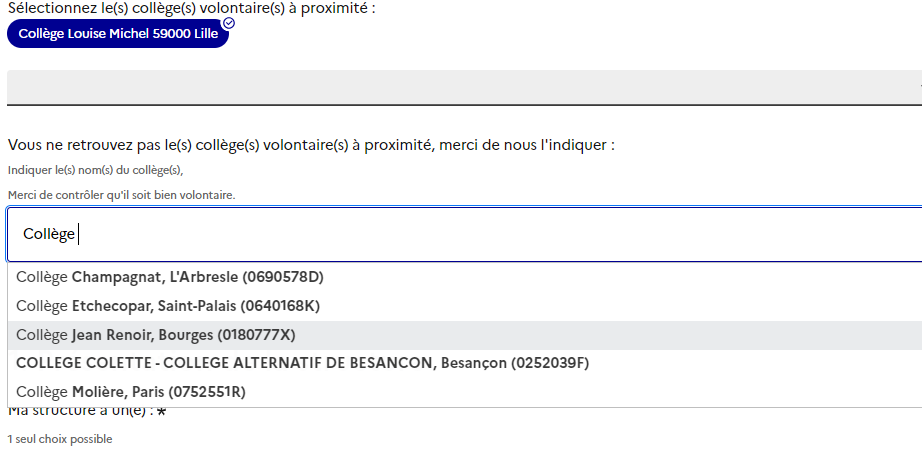 Sélectionnez le(s) collège(s) volontaire(s) à proximité :
Collège Louise Michel 59000 Lille
Vous ne retrouvez pas le(s) collège(s) volontaire(s) à proximité, merci de nous l'indiquer :
Indiquer le(s) nom(s) du collège(s),
Merci de contrôler qu'il soit bien volontaire.
Collège
Collège Champagnat, L'Arbresle (0690578D)
Collège Etchecopar, Saint-Palais (0640168K)
Collège Jean Renoir, Bourges (0180777X)
COLLEGE COLETTE - COLLEGE ALTERNATIF DE BESANCON, Besançon (0252039F)
Collège Molière, Paris (0752551R)
Ma structure a un(e) : *
1 seul choix possible